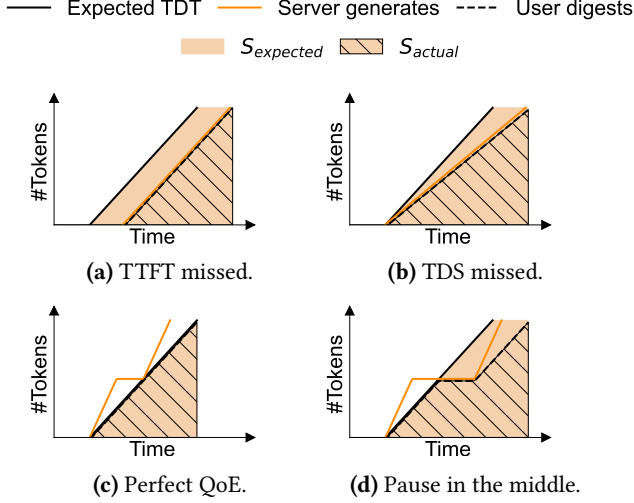 Expected TDT Server generates User digests
S_expected S_actual
#Tokens
Time
(a) TTFT missed.
#Tokens
Time
(b) TDS missed.
#Tokens
Time
(c) Perfect QoE.
#Tokens
Time
(d) Pause in the middle.